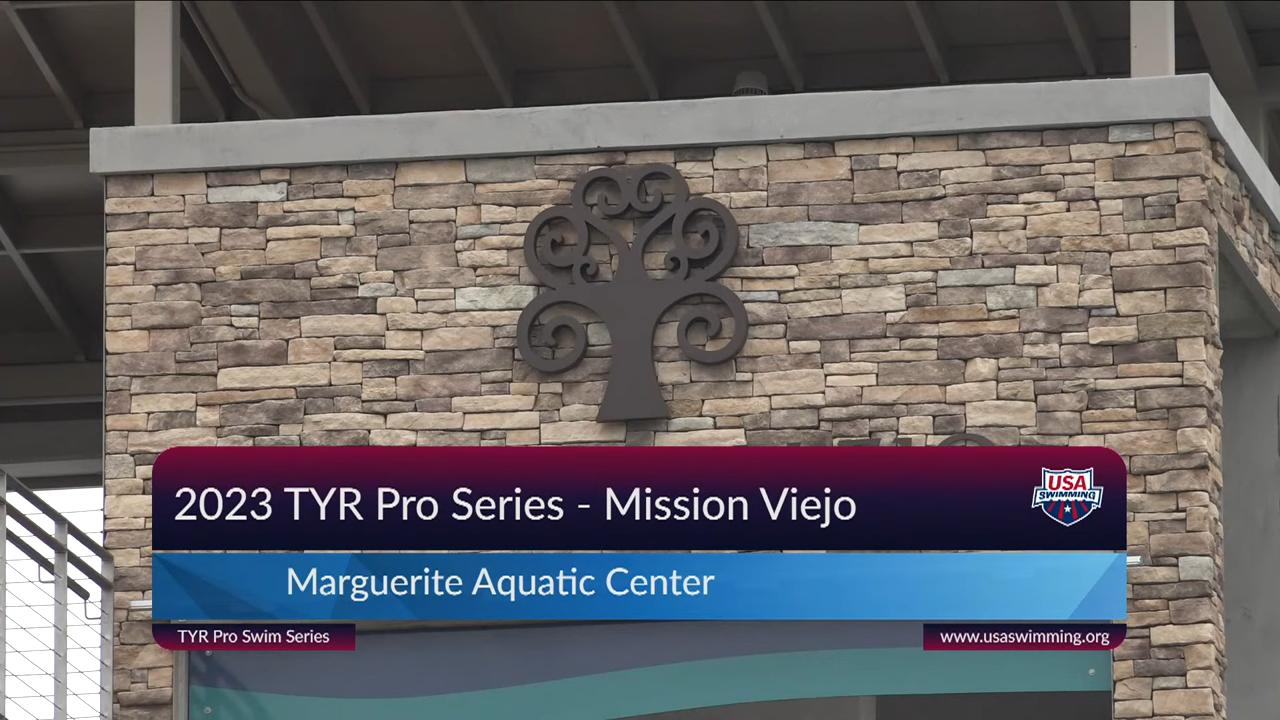 2023 TYR Pro Series - Mission Viejo
USA
SWIMMING
Marguerite Aquatic Center
TYR Pro Swim Series
www.usaswimming.org